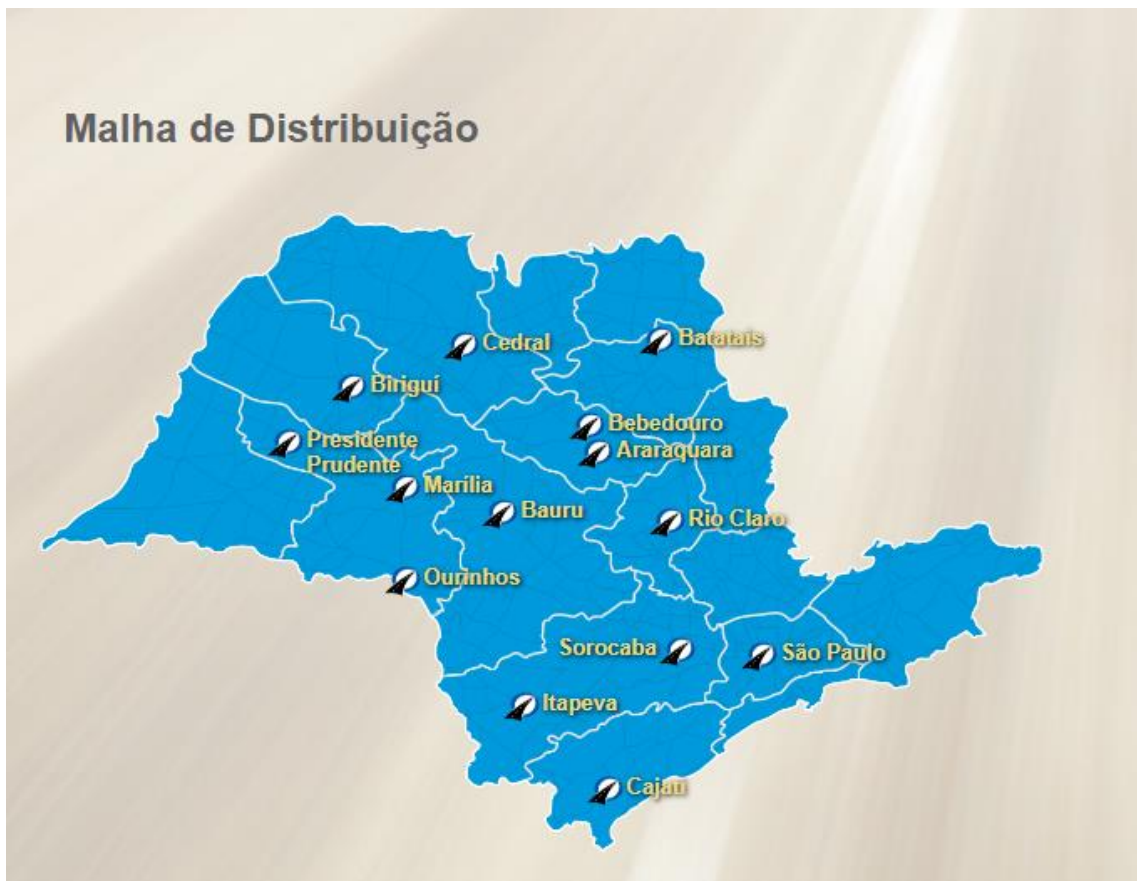 Malha de Distribuição
Cedral
Batatais
Biriguí
Bebedouro
Presidente
Prudente
Araraquara
Marília
Bauru
Rio Claro
Ourinhos
Sorocaba
São Paulo
Itapeva
Cajati